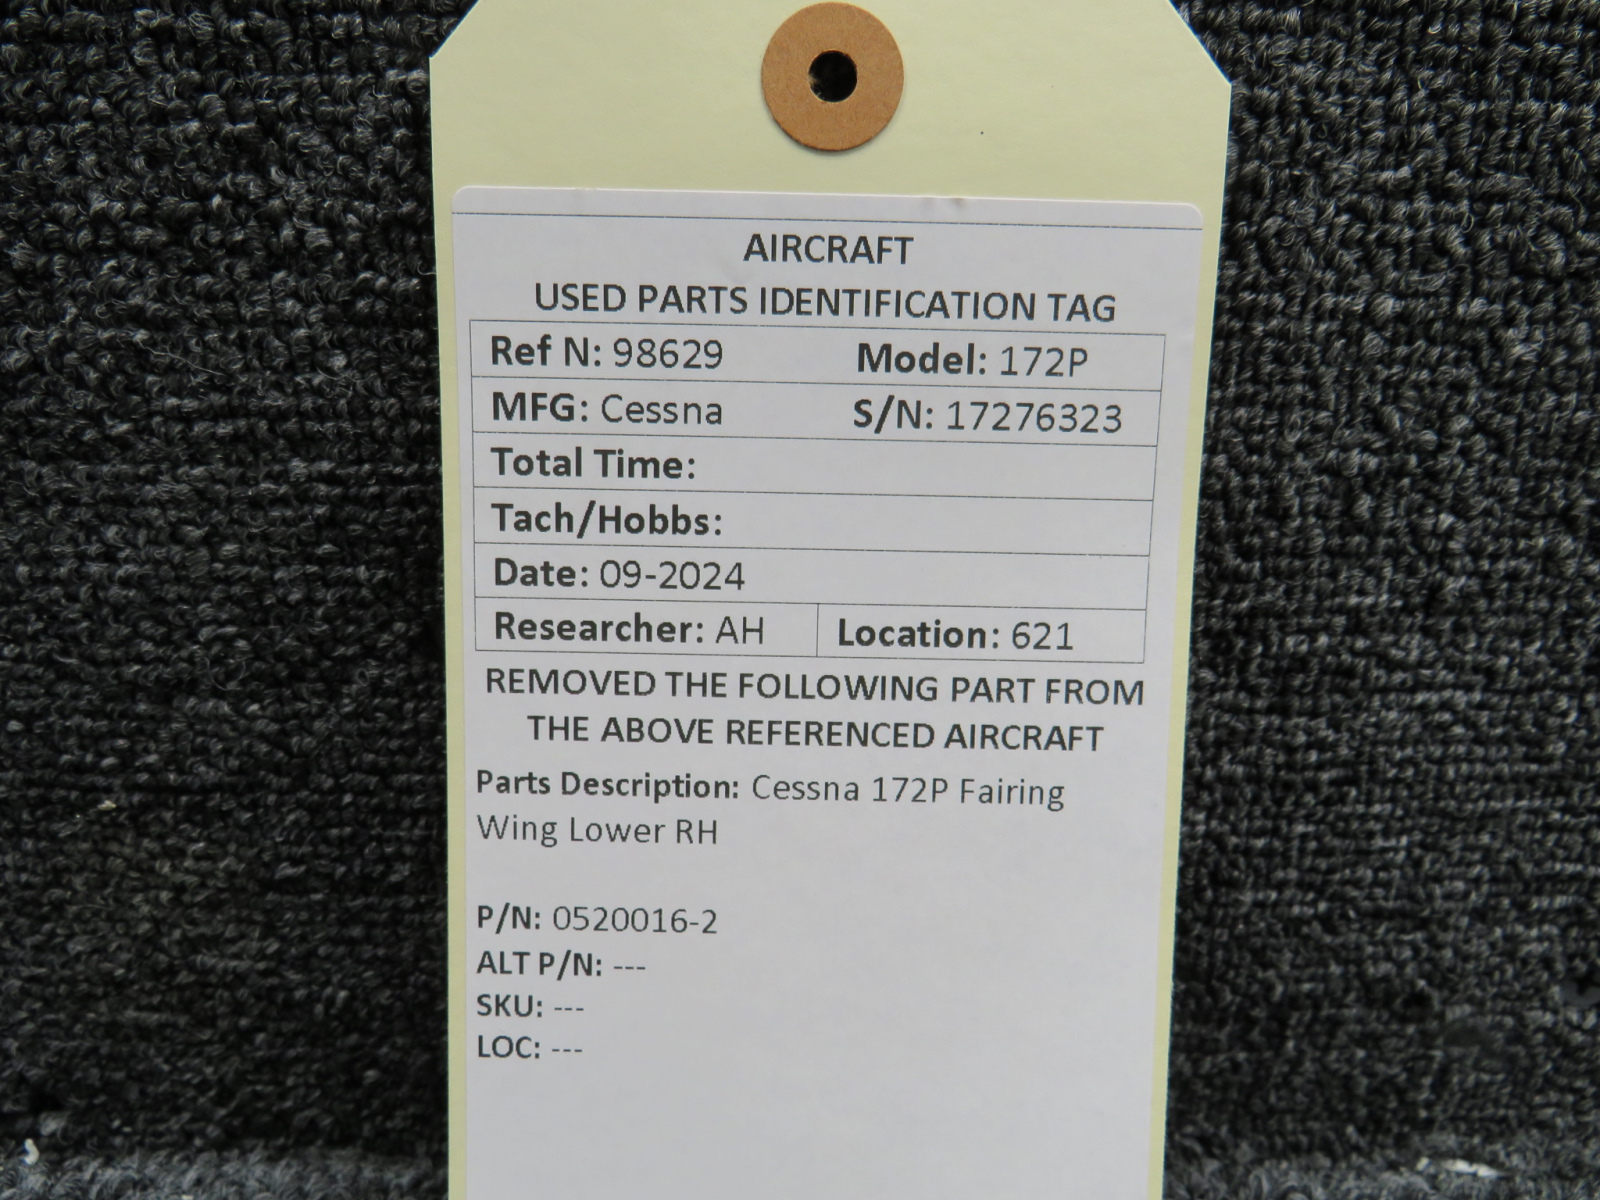 AIRCRAFT
USED PARTS IDENTIFICATION TAG
Ref N: 98629 Model: 172P
MFG: Cessna S/N: 17276323
Total Time:
Tach/Hobbs:
Date: 09-2024
Researcher: AH Location: 621
REMOVED THE FOLLOWING PART FROM
THE ABOVE REFERENCED AIRCRAFT
Parts Description: Cessna 172P Fairing
Wing Lower RH
P/N: 0520016-2
ALT P/N: ---
SKU: ---
LOC: ---